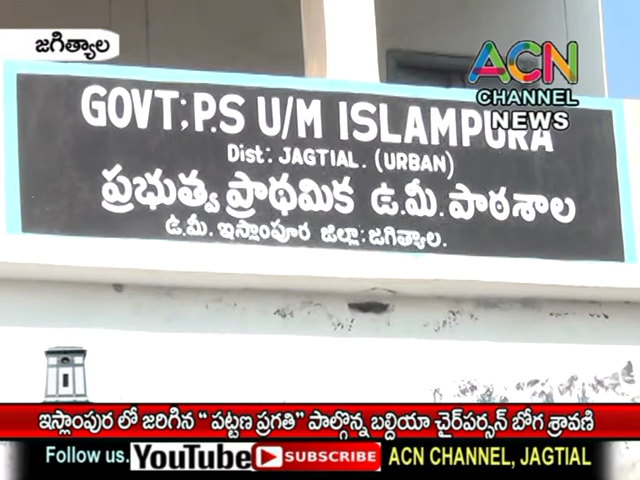 జగిత్యాల
ACN
CHANNEL
NEWS
GOVT; P.S U/M ISLAMPURA
Dist: JAGTIAL. (URBAN)
ప్రభుత్వ ప్రాథమిక ఉ.మీ. పాఠశాల
ఉ.మీ. ఇస్లాంపూర జిల్లా: జగిత్యాల.
ఇస్లాంపుర లో జరిగిన “ పట్టణ ప్రగతి” పాల్గొన్న బల్దియా చైర్‌పర్సన్ బోగ శ్రావణి
Follow us. YouTube SUBSCRIBE ACN CHANNEL, JAGTIAL